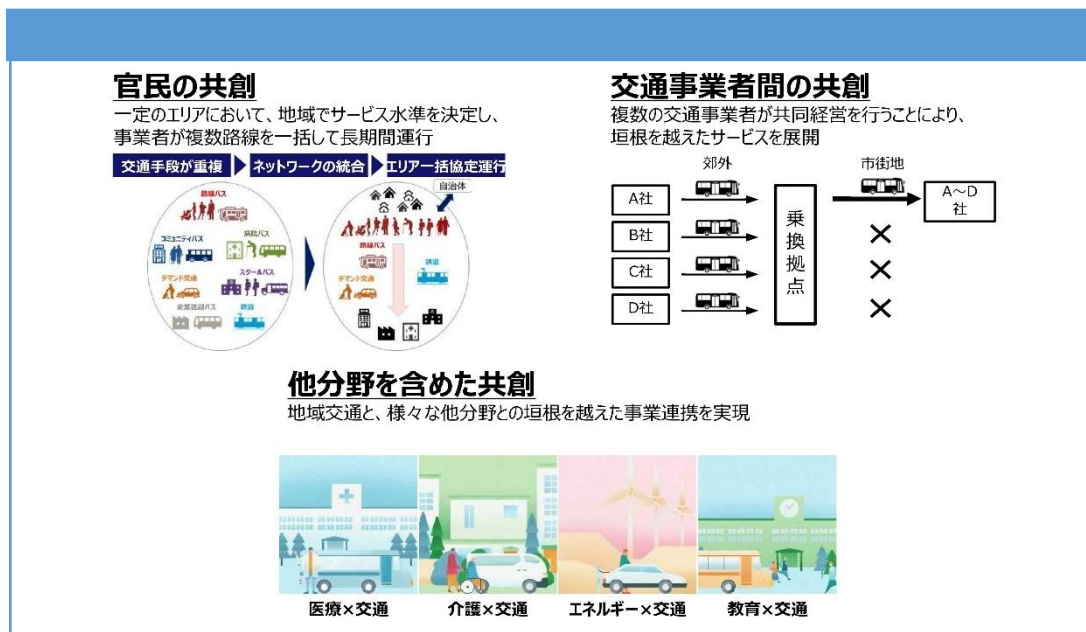 官民の共創
一定のエリアにおいて、地域でサービス水準を決定し、
事業者が複数路線を一括して長期間運行
交通手段が重複
ネットワークの統合
エリア一括協定運行
自治体
路線バス
コミュニティバス
病院バス
デマンド交通
スクールバス
企業送迎バス
鉄道
路線バス
デマンド交通
鉄道
交通事業者間の共創
複数の交通事業者が共同経営を行うことにより、
垣根を越えたサービスを展開
郊外
市街地
A社
B社
C社
D社
乗換拠点
A～D
社
他分野を含めた共創
地域交通と、様々な他分野との垣根を越えた事業連携を実現
医療×交通
介護×交通
エネルギー×交通
教育×交通